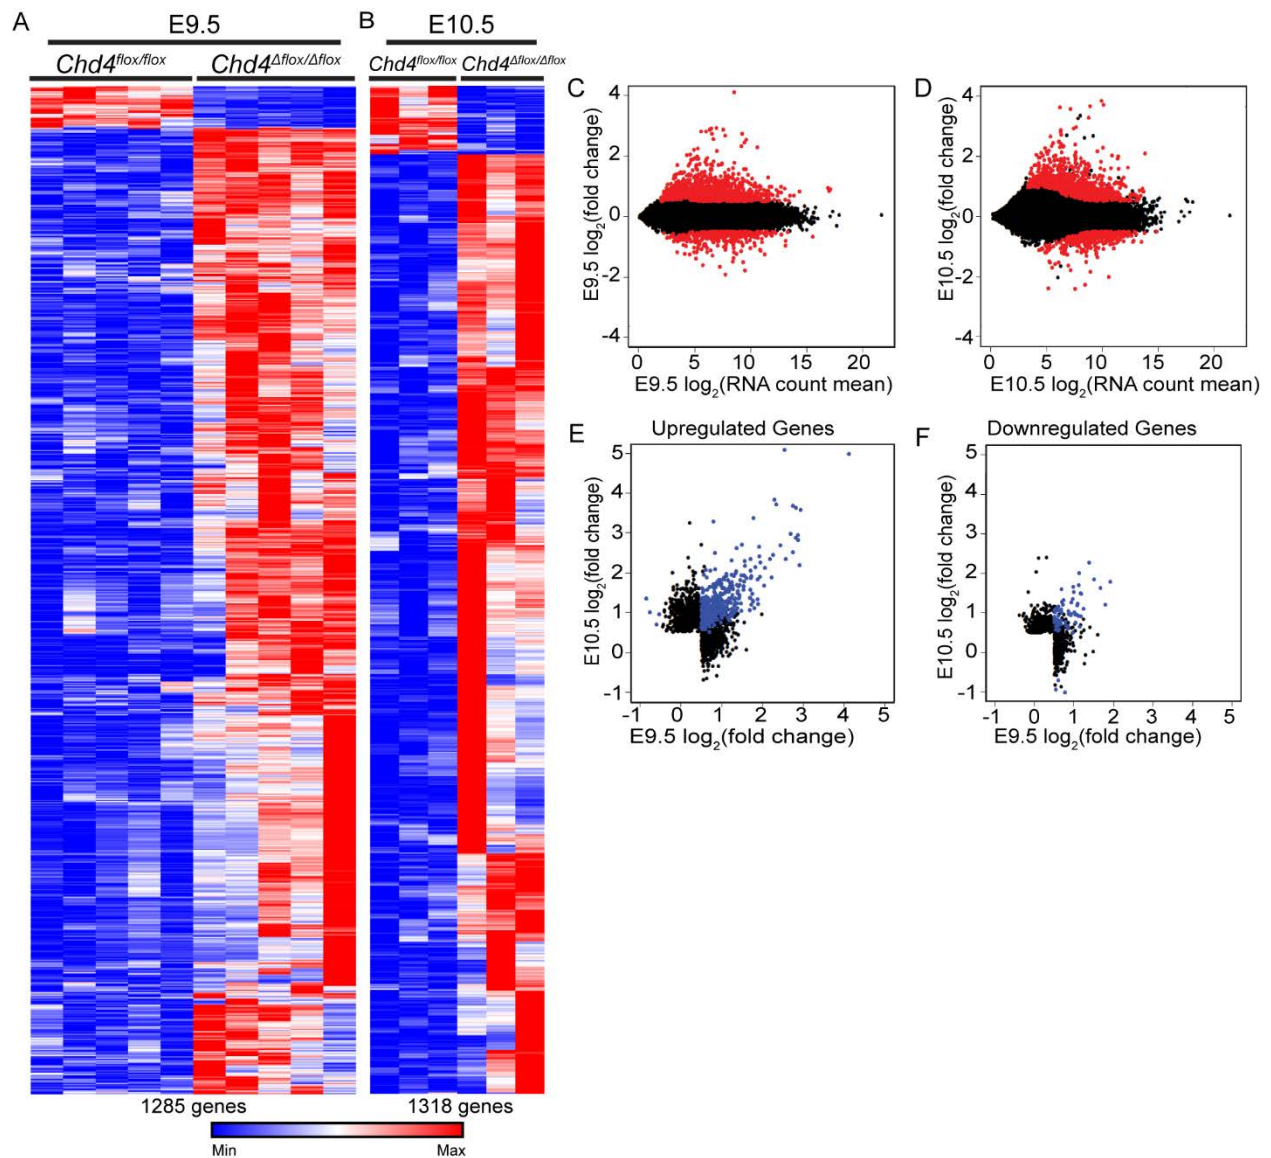 A
E9.5
Chd4flox/flox
Chd4Δflox/Δflox
B
E10.5
Chd4flox/flox
Chd4Δflox/Δflox
1285 genes
1318 genes
Min
Max
C
E9.5 log2(fold change)
4
2
0
-2
-4
0 5 10 15 20
E9.5 log2(RNA count mean)
D
E10.5 log2(fold change)
4
2
0
-2
-4
0 5 10 15 20
E10.5 log2(RNA count mean)
E
Upregulated Genes
E10.5 log2(fold change)
5
4
3
2
1
0
-1
-1 0 1 2 3 4 5
E9.5 log2(fold change)
F
Downregulated Genes
E10.5 log2(fold change)
5
4
3
2
1
0
-1
-1 0 1 2 3 4 5
E9.5 log2(fold change)